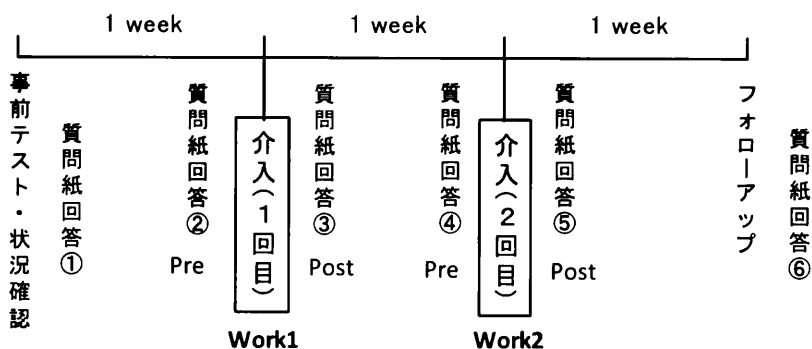 1 week
1 week
1 week
事前テスト・状況確認
質問紙回答①
質問紙回答②
Pre
介入(1回目)
Work1
質問紙回答③
Post
質問紙回答④
Pre
介入(2回目)
Work2
質問紙回答⑤
Post
フォローアップ
質問紙回答⑥